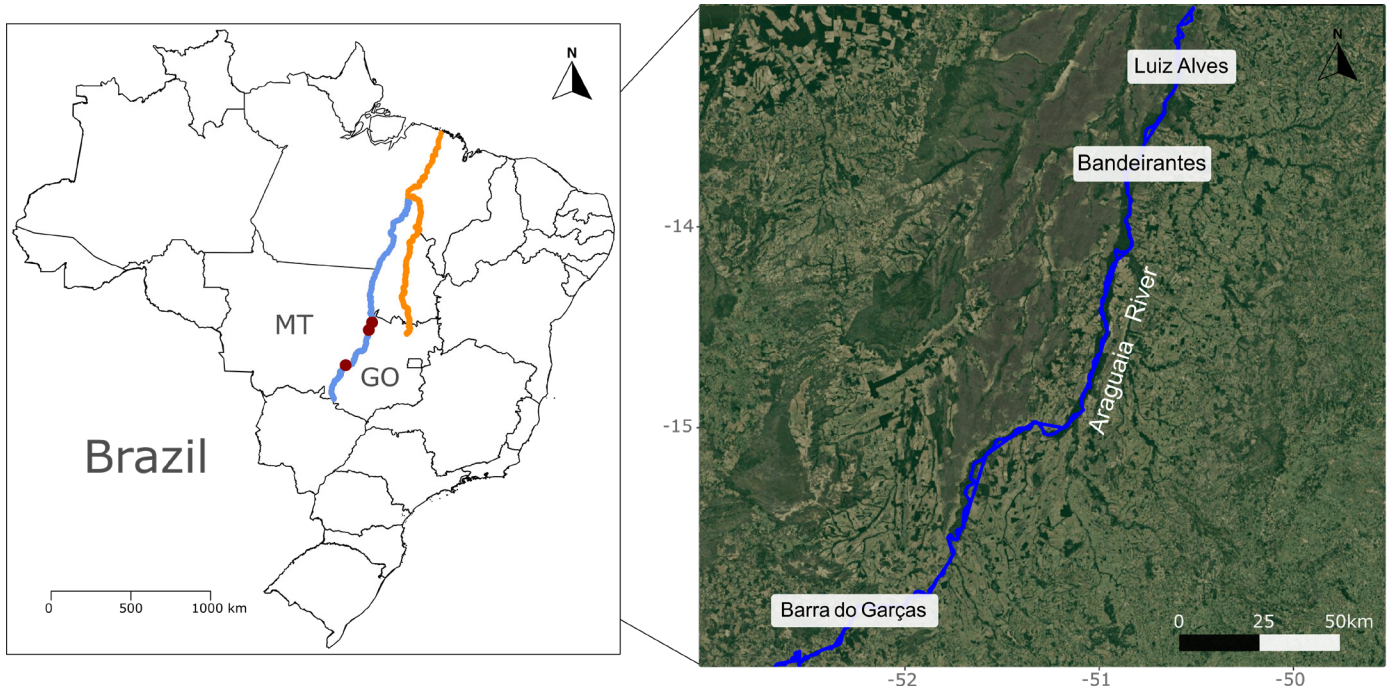 N
MT
GO
Brazil
0 500 1000 km
N
Luiz Alves
Bandeirantes
-14
Araguaia River
-15
Barra do Garças
0 25 50km
-52 -51 -50